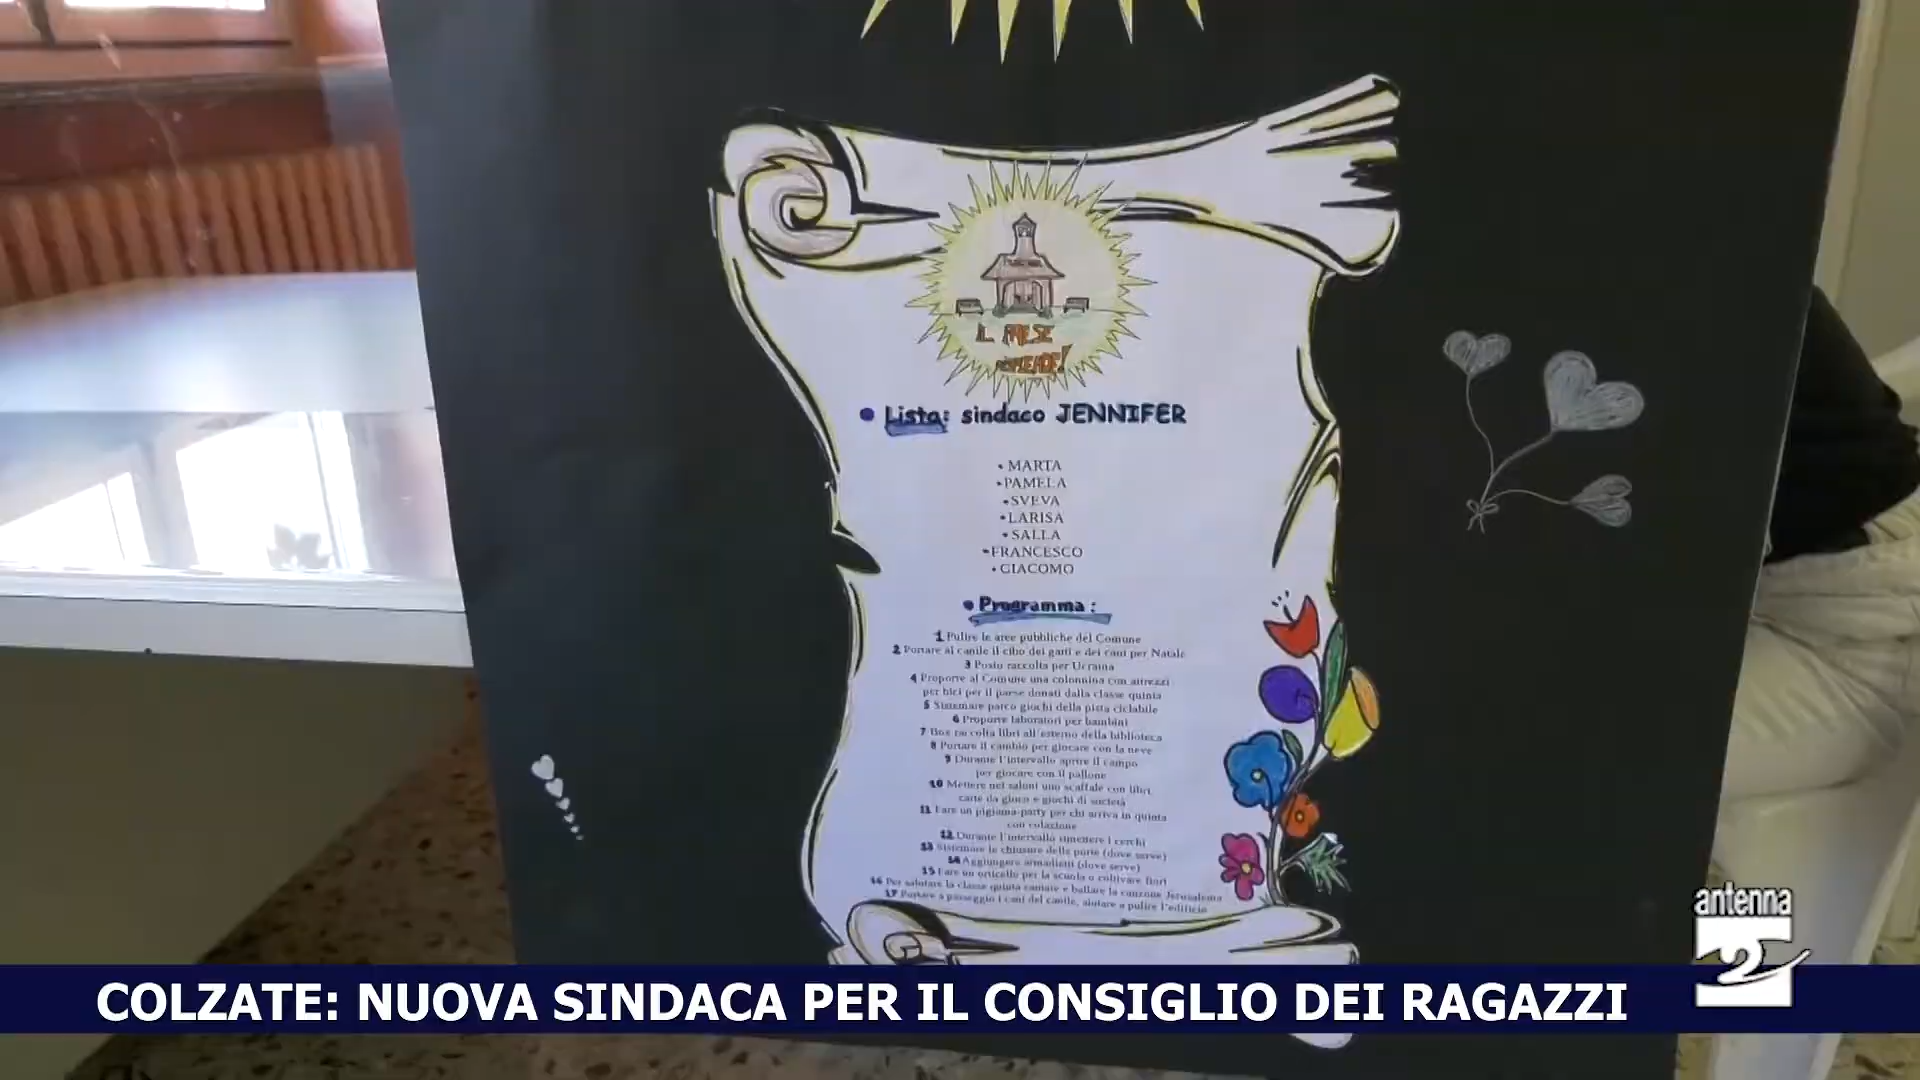 IL PAESE
RISPLENDE!
• Lista: sindaco JENNIFER
• MARTA
• PAMELA
• SVEVA
• LARISA
• SALLA
• FRANCESCO
• GIACOMO
• Programma:
1 Pulire le aree pubbliche del Comune
2 Portare al canile il cibo dei gatti e dei cani per Natale
3 Posto raccolta per Ucraina
4 Proporre al Comune una colonnina con attrezzi
per bici per il paese donati dalla classe quinta
5 Sistemare parco giochi della pista ciclabile
6 Proporre laboratori per bambini
7 Box raccolta libri all'esterno della biblioteca
8 Portare il cambio per giocare con la neve
9 Durante l'intervallo aprire il campo
per giocare con il pallone
10 Mettere nei saloni uno scaffale con libri,
carte da gioco e giochi di società
11 Fare un pigiama-party per chi arriva in quinta
con colazione
12 Durante l'intervallo rimettere i cerchi
13 Sistemare le chiusure delle porte (dove serve)
14 Aggiungere armadietti (dove serve)
15 Fare un orticello per la scuola o coltivare fiori
16 Per salutare la classe quinta cantare e ballare la canzone Jerusalema
17 Portare a passeggio i cani del canile, aiutare a pulire l'edificio
antenna
2
COLZATE: NUOVA SINDACA PER IL CONSIGLIO DEI RAGAZZI